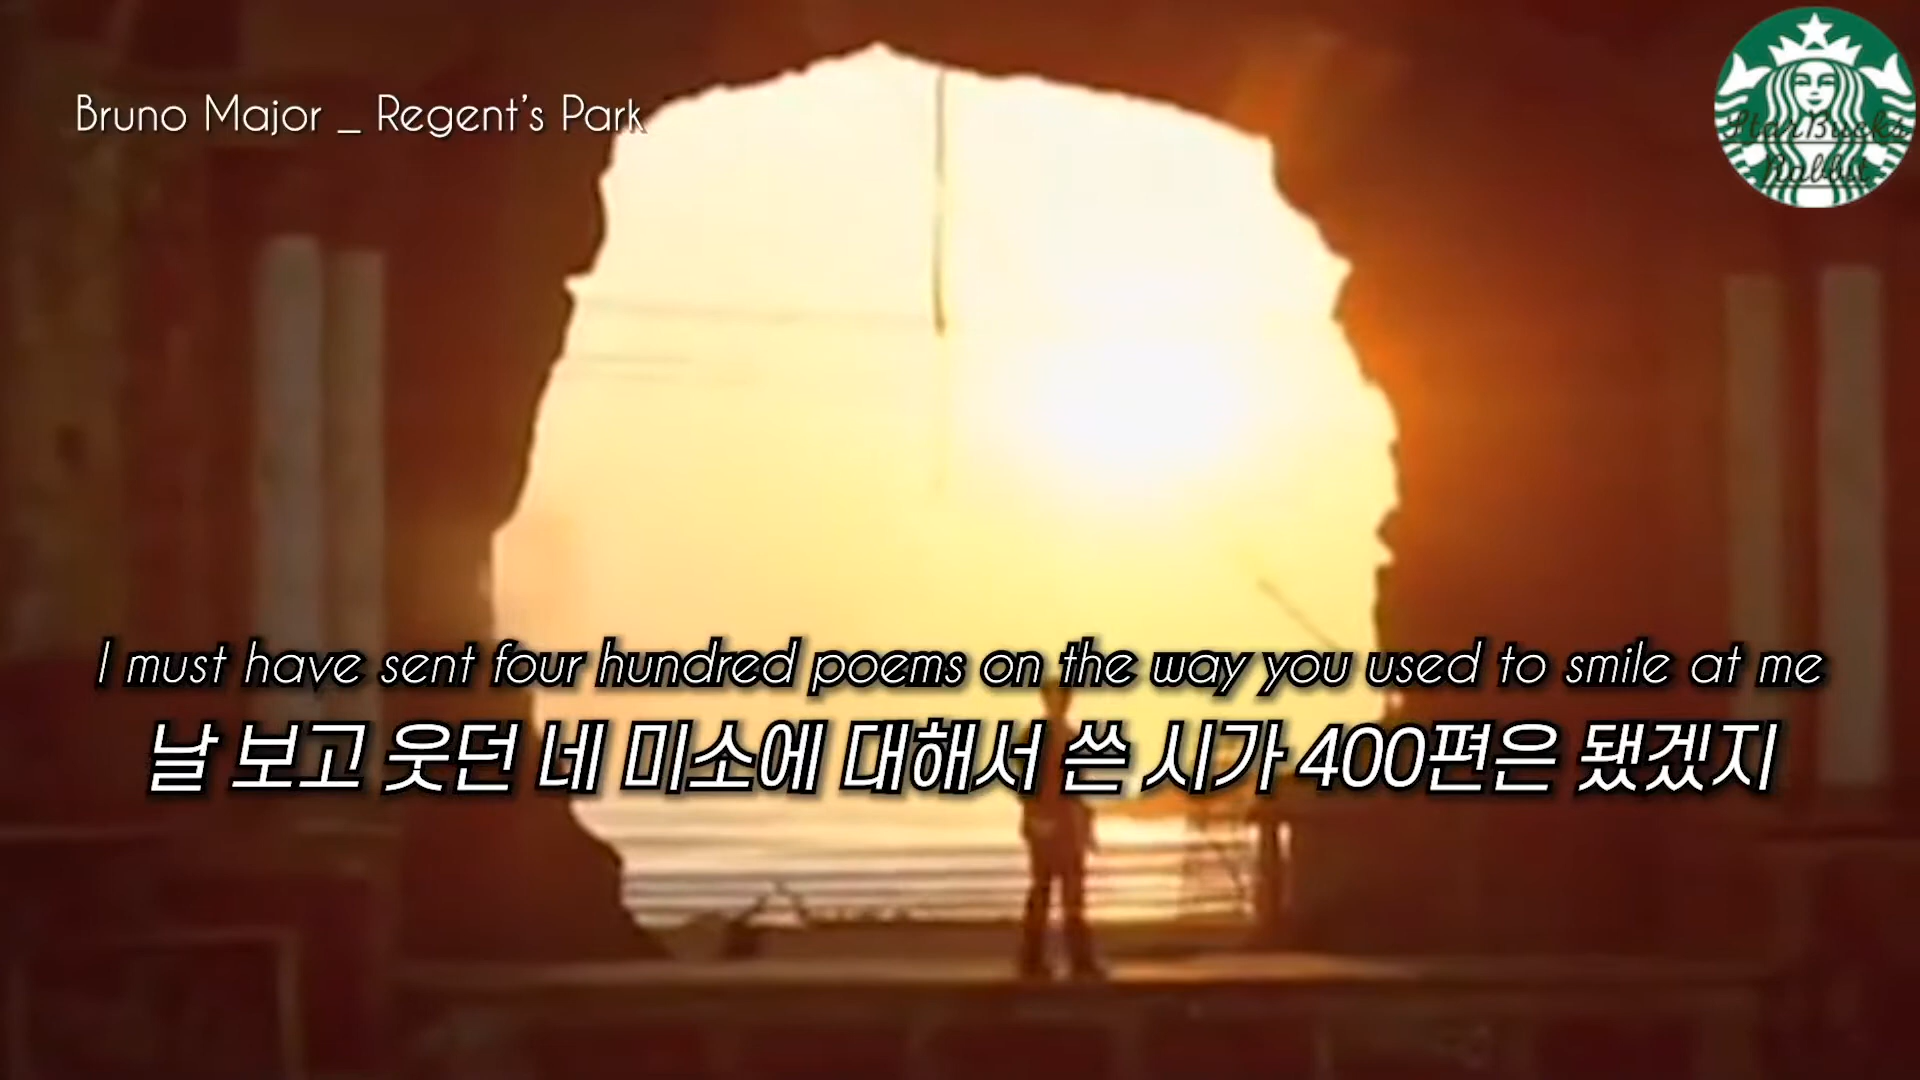 Bruno Major _ Regent's Park
StarBucks
Rabbit
I must have sent four hundred poems on the way you used to smile at me
날 보고 웃던 네 미소에 대해서 쓴 시가 400편은 됐겠지